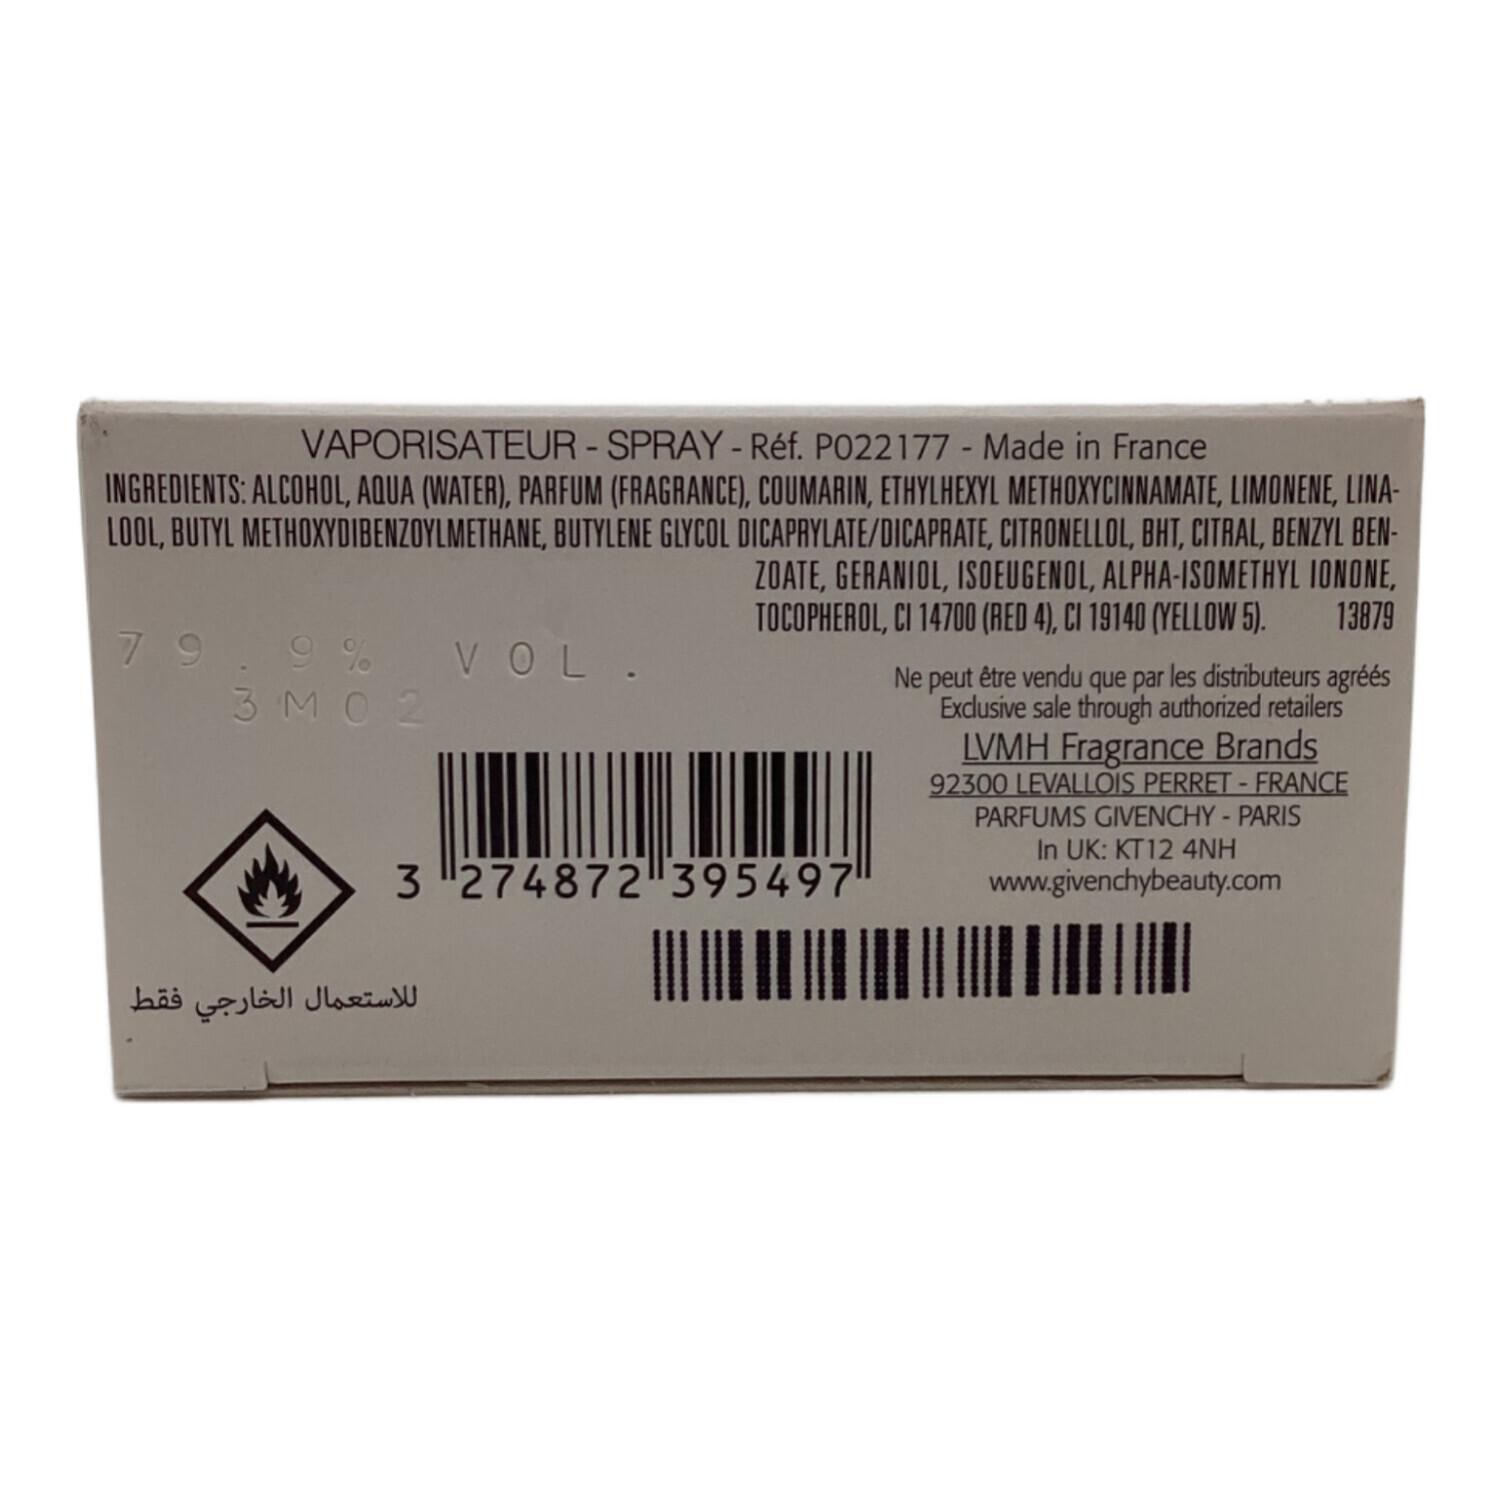 VAPORISATEUR - SPRAY - Réf. P022177 - Made in France
INGREDIENTS: ALCOHOL, AQUA (WATER), PARFUM (FRAGRANCE), COUMARIN, ETHYLHEXYL METHOXYCINNAMATE, LIMONENE, LINA-
LOOL, BUTYL METHOXYDIBENZOYLMETHANE, BUTYLENE GLYCOL DICAPRYLATE/DICAPRATE, CITRONELLOL, BHT, CITRAL, BENZYL BEN-
ZOATE, GERANIOL, ISOEUGENOL, ALPHA-ISOMETHYL IONONE,
TOCOPHEROL, CI 14700 (RED 4), CI 19140 (YELLOW 5). 13879
79.9% VOL.
3M02
Ne peut être vendu que par les distributeurs agréés
Exclusive sale through authorized retailers
LVMH Fragrance Brands
92300 LEVALLOIS PERRET - FRANCE
PARFUMS GIVENCHY - PARIS
In UK: KT12 4NH
www.givenchybeauty.com
3 274872 395497
للاستعمال الخارجي فقط